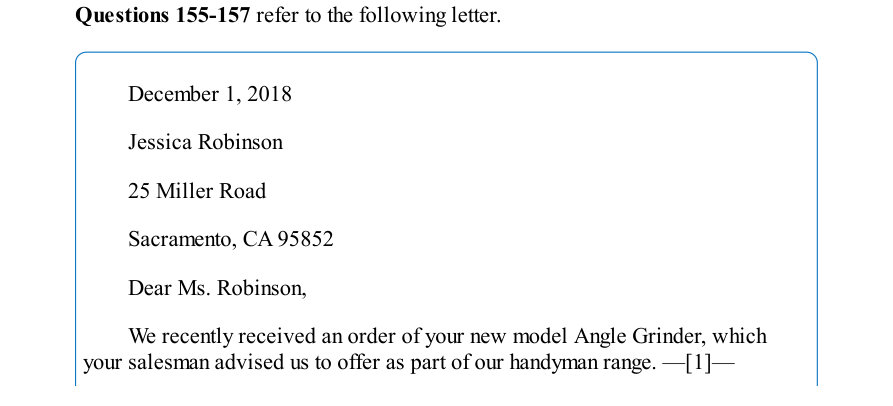 Questions 155-157 refer to the following letter.
December 1, 2018
Jessica Robinson
25 Miller Road
Sacramento, CA 95852
Dear Ms. Robinson,
We recently received an order of your new model Angle Grinder, which
your salesman advised us to offer as part of our handyman range. —[1]—